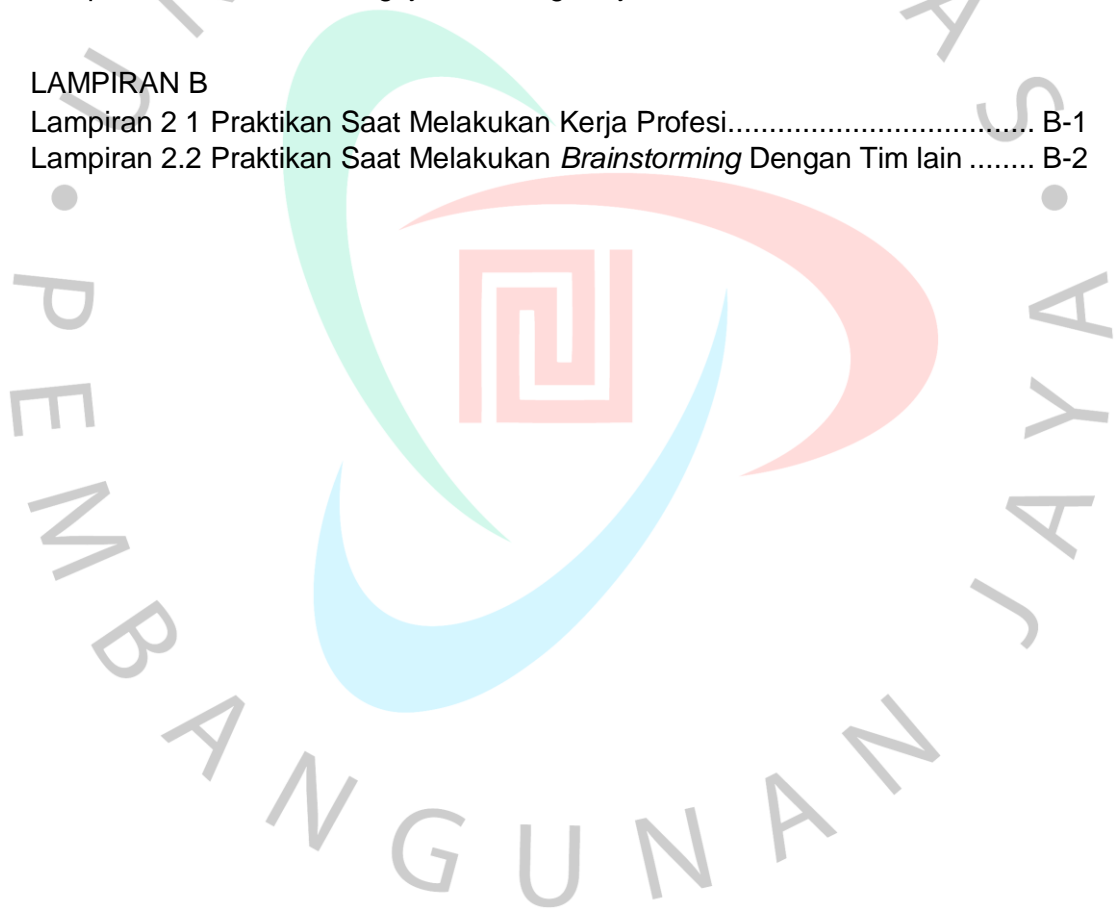 LAMPIRAN B
Lampiran 2 1 Praktikan Saat Melakukan Kerja Profesi..................................... B-1
Lampiran 2.2 Praktikan Saat Melakukan Brainstorming Dengan Tim lain ........ B-2
PEMBANGUNAN JAYA